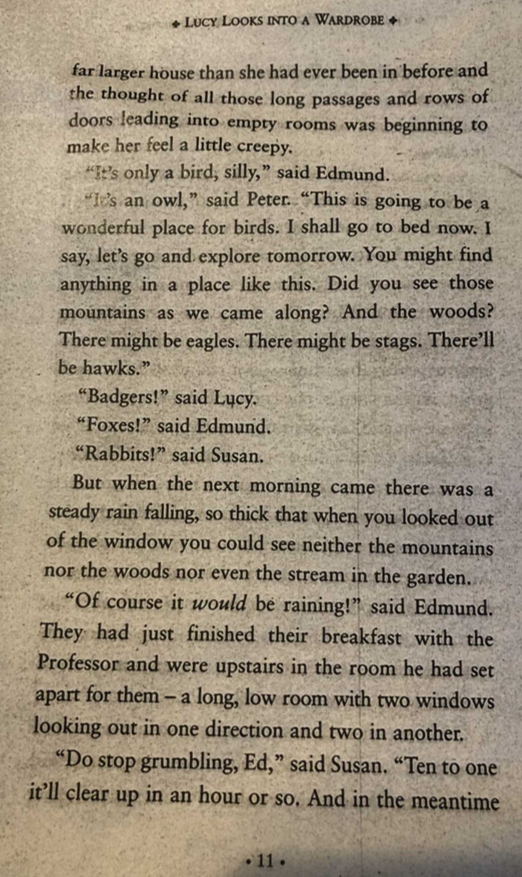 ✦ LUCY LOOKS INTO A WARDROBE ✦
far larger house than she had ever been in before and
the thought of all those long passages and rows of
doors leading into empty rooms was beginning to
make her feel a little creepy.
“It’s only a bird, silly,” said Edmund.
“It’s an owl,” said Peter. “This is going to be a
wonderful place for birds. I shall go to bed now. I
say, let’s go and explore tomorrow. You might find
anything in a place like this. Did you see those
mountains as we came along? And the woods?
There might be eagles. There might be stags. There’ll
be hawks.”
“Badgers!” said Lucy.
“Foxes!” said Edmund.
“Rabbits!” said Susan.
But when the next morning came there was a
steady rain falling, so thick that when you looked out
of the window you could see neither the mountains
nor the woods nor even the stream in the garden.
“Of course it would be raining!” said Edmund.
They had just finished their breakfast with the
Professor and were upstairs in the room he had set
apart for them – a long, low room with two windows
looking out in one direction and two in another.
“Do stop grumbling, Ed,” said Susan. “Ten to one
it’ll clear up in an hour or so. And in the meantime
• 11 •